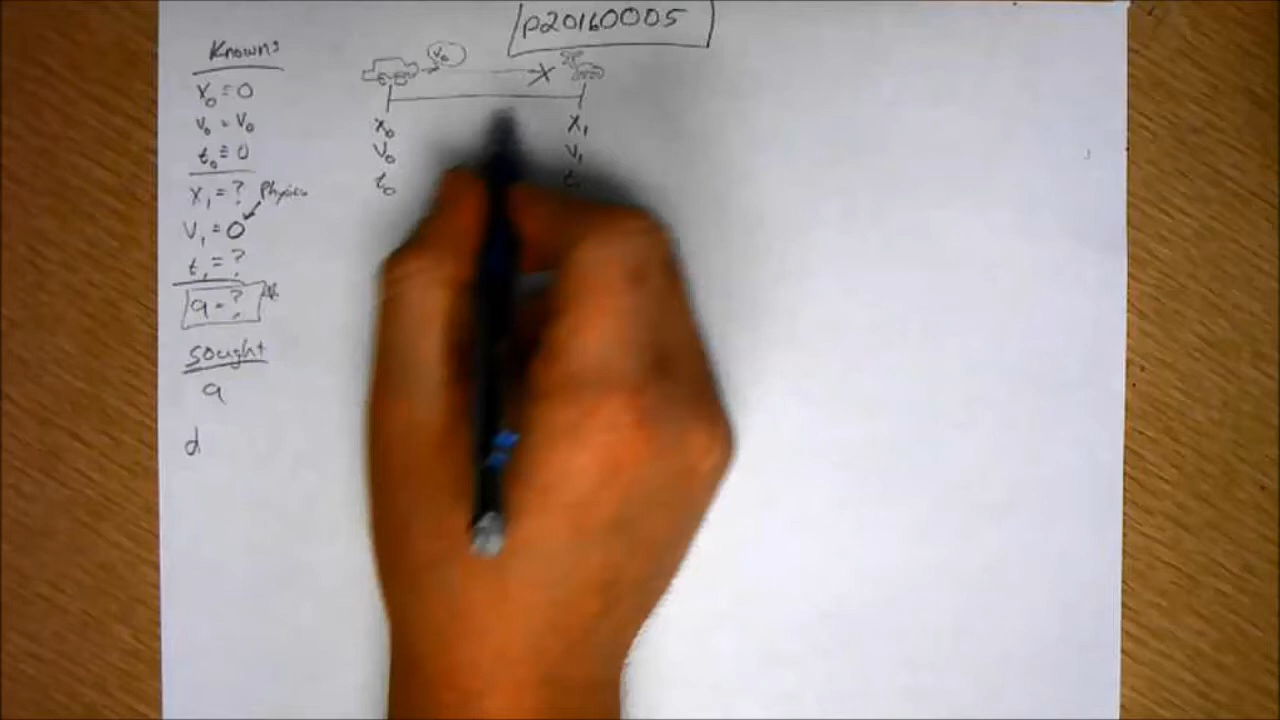 P20160005
Knowns
x₀ = 0
v₀ = v₀
t₀ ≡ 0
x₁ = ? Physics
v₁ = 0
t₁ = ?
a = ?
sought
a
d
v₀
x₀ x₁
v₀ v₁
t₀ t